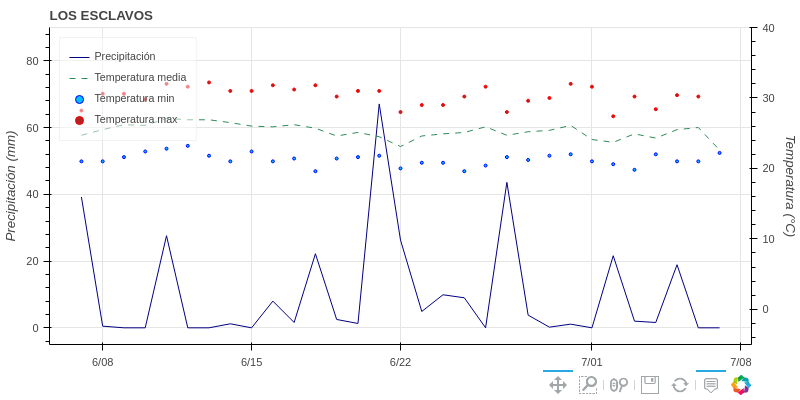 LOS ESCLAVOS
Precipitación
Temperatura media
Temperatura min
Temperatura max
Precipitación (mm)
80
60
40
20
0
Temperatura (°C)
40
30
20
10
0
6/08
6/15
6/22
7/01
7/08